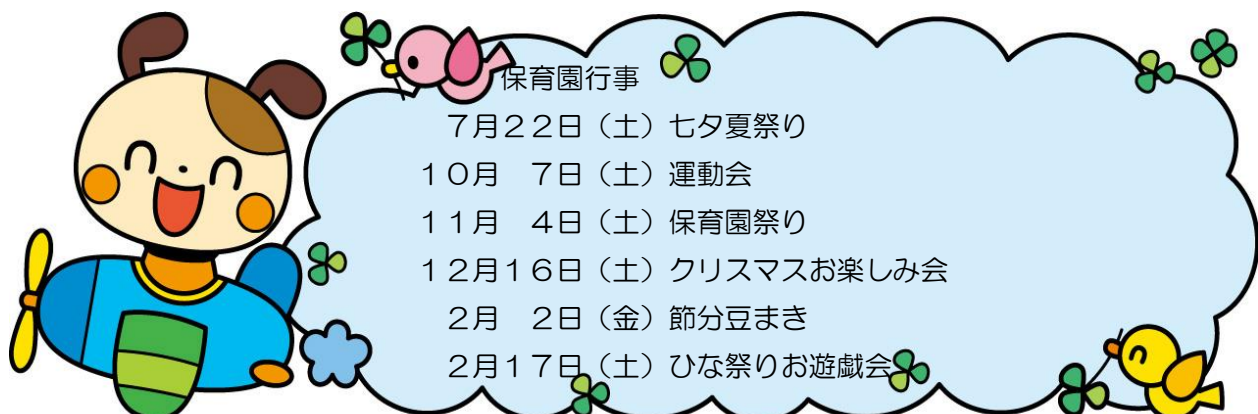 保育園行事
７月２２日（土）七夕夏祭り
１０月　７日（土）運動会
１１月　４日（土）保育園祭り
１２月１６日（土）クリスマスお楽しみ会
２月　２日（金）節分豆まき
２月１７日（土）ひな祭りお遊戯会